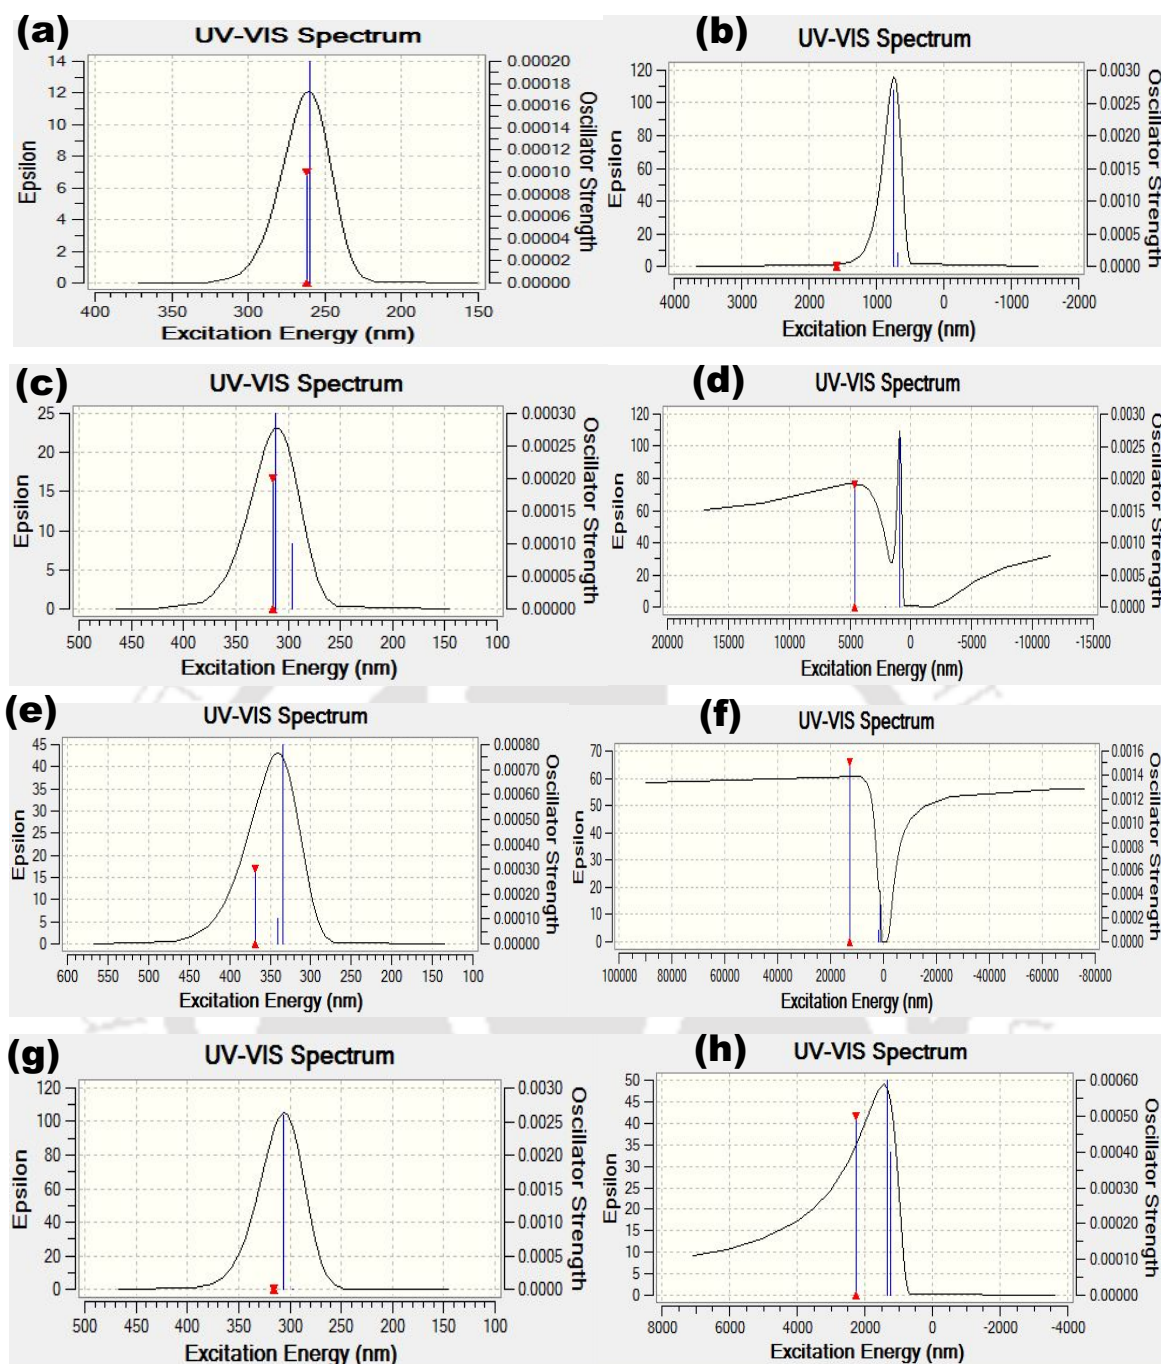 (a)
UV-VIS Spectrum
14
12
10
8
6
4
2
0
Epsilon
0.00020
0.00018
0.00016
0.00014
0.00012
0.00010
0.00008
0.00006
0.00004
0.00002
0.00000
Oscillator Strength
400 350 300 250 200 150
Excitation Energy (nm)
(b)
UV-VIS Spectrum
120
100
80
60
40
20
0
Epsilon
0.0030
0.0025
0.0020
0.0015
0.0010
0.0005
0.0000
Oscillator Strength
4000 3000 2000 1000 0 -1000 -2000
Excitation Energy (nm)
(c)
UV-VIS Spectrum
25
20
15
10
5
0
Epsilon
0.00030
0.00025
0.00020
0.00015
0.00010
0.00005
0.00000
Oscillator Strength
500 450 400 350 300 250 200 150 100
Excitation Energy (nm)
(d)
UV-VIS Spectrum
120
100
80
60
40
20
0
Epsilon
0.0030
0.0025
0.0020
0.0015
0.0010
0.0005
0.0000
Oscillator Strength
20000 15000 10000 5000 0 -5000 -10000 -15000
Excitation Energy (nm)
(e)
UV-VIS Spectrum
45
40
35
30
25
20
15
10
5
0
Epsilon
0.00080
0.00070
0.00060
0.00050
0.00040
0.00030
0.00020
0.00010
0.00000
Oscillator Strength
600 550 500 450 400 350 300 250 200 150 100
Excitation Energy (nm)
(f)
UV-VIS Spectrum
70
60
50
40
30
20
10
0
Epsilon
0.0016
0.0014
0.0012
0.0010
0.0008
0.0006
0.0004
0.0002
0.0000
Oscillator Strength
100000 80000 60000 40000 20000 0 -20000 -40000 -60000 -80000
Excitation Energy (nm)
(g)
UV-VIS Spectrum
120
100
80
60
40
20
0
Epsilon
0.0030
0.0025
0.0020
0.0015
0.0010
0.0005
0.0000
Oscillator Strength
500 450 400 350 300 250 200 150 100
Excitation Energy (nm)
(h)
UV-VIS Spectrum
50
45
40
35
30
25
20
15
10
5
0
Epsilon
0.00060
0.00050
0.00040
0.00030
0.00020
0.00010
0.00000
Oscillator Strength
8000 6000 4000 2000 0 -2000 -4000
Excitation Energy (nm)